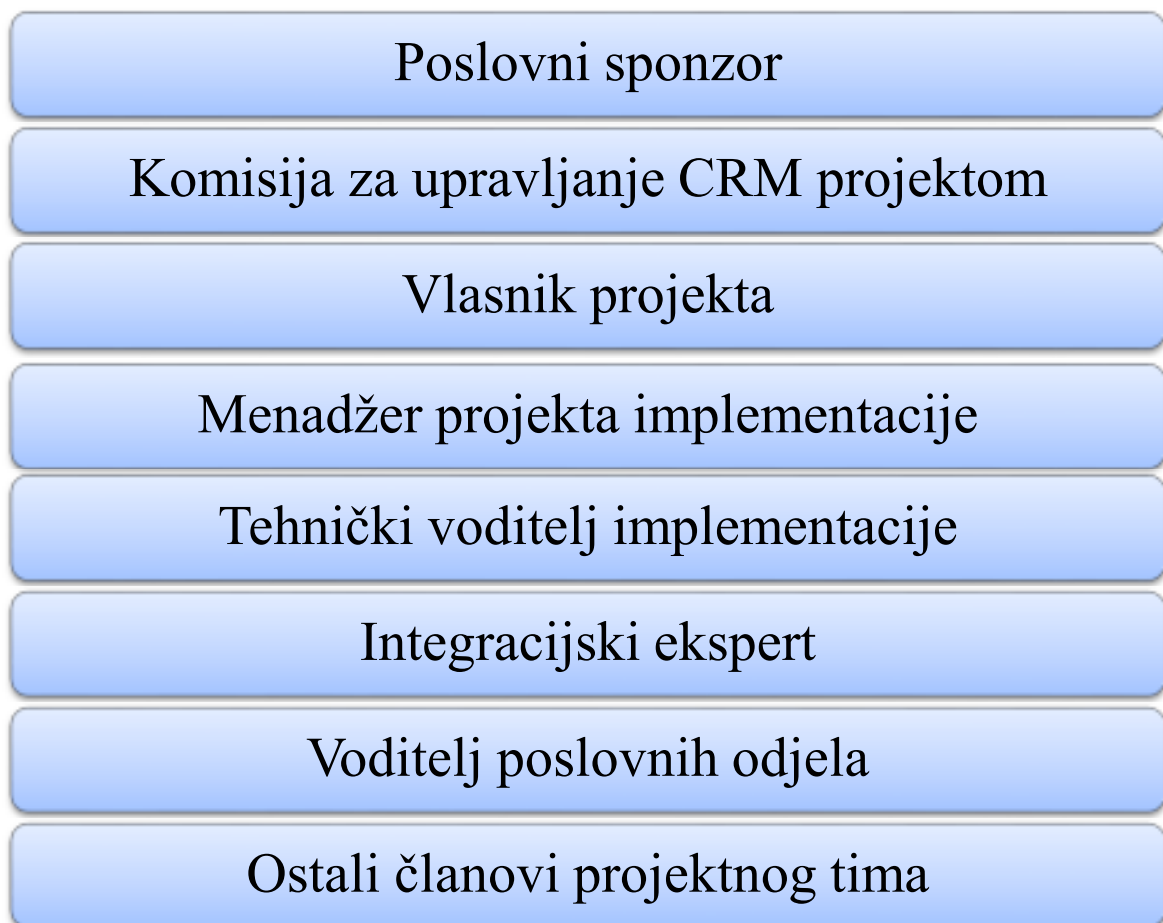 Poslovni sponzor
Komisija za upravljanje CRM projektom
Vlasnik projekta
Menadžer projekta implementacije
Tehnički voditelj implementacije
Integracijski ekspert
Voditelj poslovnih odjela
Ostali članovi projektnog tima